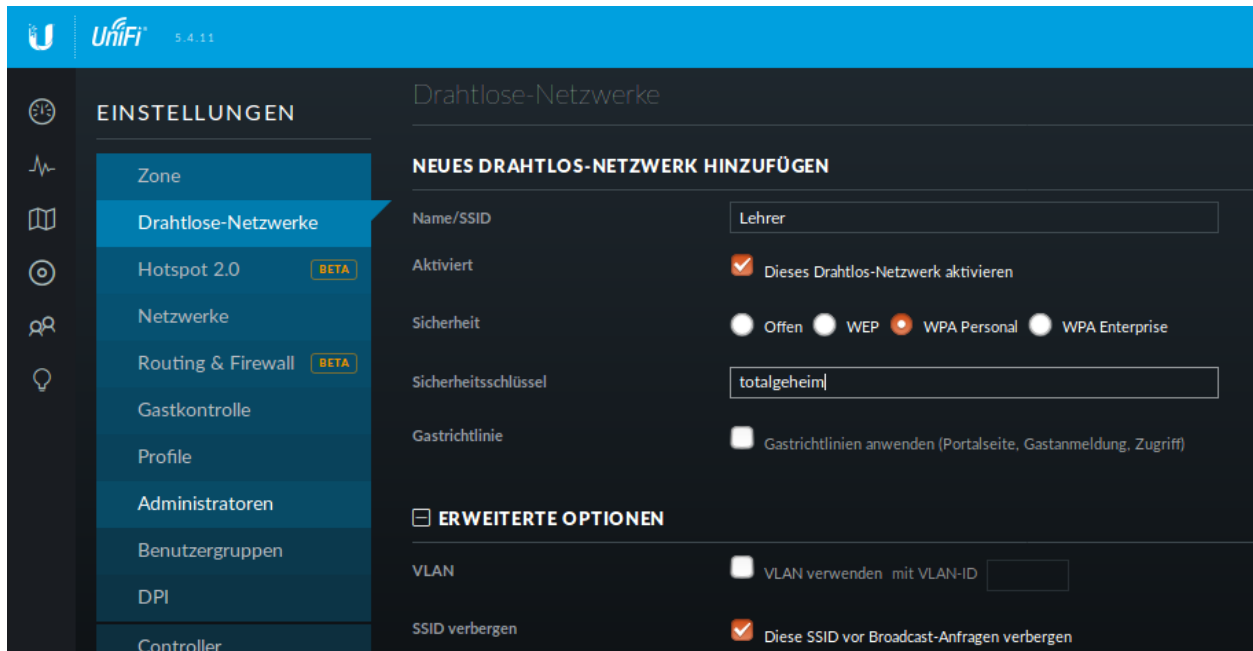 UniFi 5.4.11
EINSTELLUNGEN
Zone
Drahtlose-Netzwerke
Hotspot 2.0 BETA
Netzwerke
Routing & Firewall BETA
Gastkontrolle
Profile
Administratoren
Benutzergruppen
DPI
Controller
Drahtlose-Netzwerke
NEUES DRAHTLOS-NETZWERK HINZUFÜGEN
Name/SSID Lehrer
Aktiviert Dieses Drahtlos-Netzwerk aktivieren
Sicherheit Offen WEP WPA Personal WPA Enterprise
Sicherheitsschlüssel totalgeheim
Gastrichtlinie Gastrichtlinien anwenden (Portalseite, Gastanmeldung, Zugriff)
ERWEITERTE OPTIONEN
VLAN VLAN verwenden mit VLAN-ID
SSID verbergen Diese SSID vor Broadcast-Anfragen verbergen